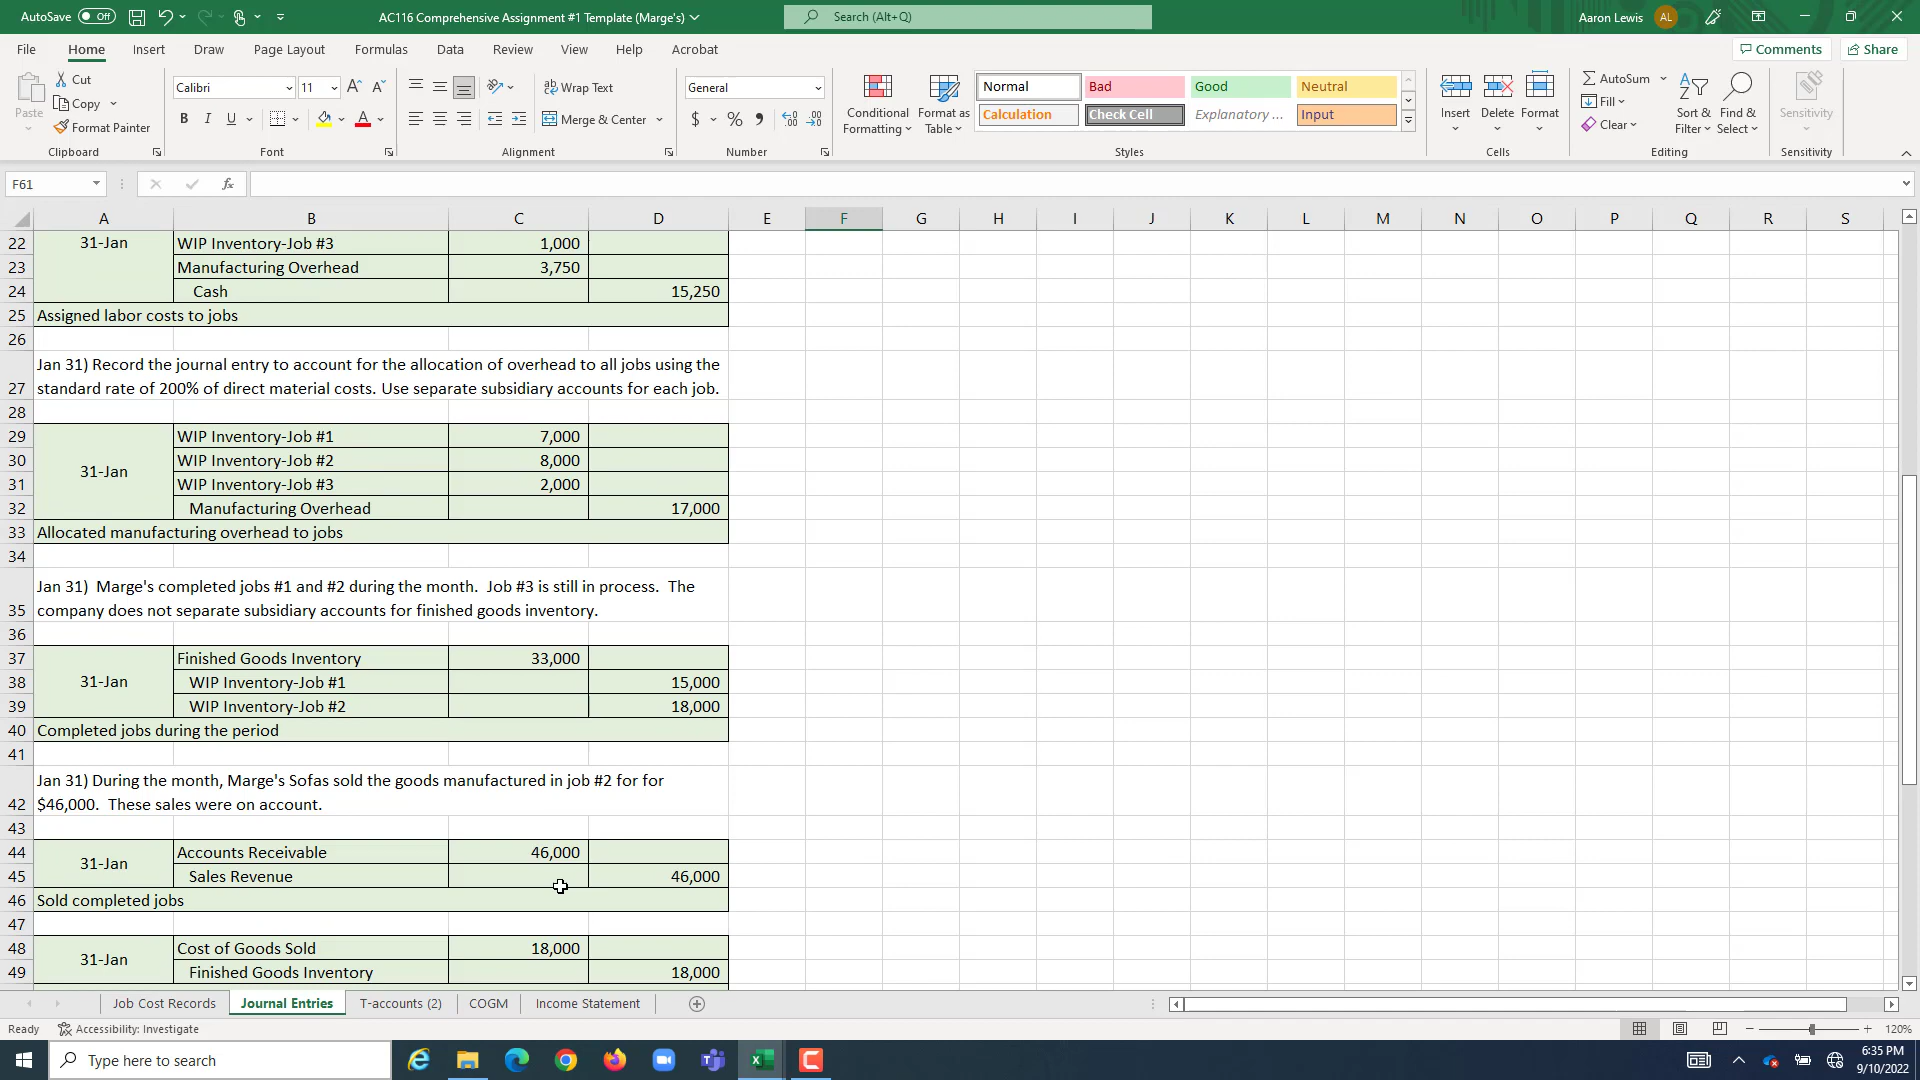 AutoSave Off AC116 Comprehensive Assignment #1 Template (Marge's) Search (Alt+Q) Aaron Lewis AL
File Home Insert Draw Page Layout Formulas Data Review View Help Acrobat Comments Share
Paste Cut Copy Format Painter Clipboard
Calibri 11 A A B I U A Font
ab Wrap Text Merge & Center Alignment
General $ % 9 Number
Conditional Formatting Format as Table Normal Bad Good Neutral Calculation Check Cell Explanatory ... Input Styles
Insert Delete Format Cells
AutoSum Fill Clear Sort & Filter Find & Select Editing
Sensitivity Sensitivity
F61 fx
A B C D E F G H I J K L M N O P Q R S
22 31-Jan WIP Inventory-Job #3 1,000
23 Manufacturing Overhead 3,750
24 Cash 15,250
25 Assigned labor costs to jobs
26
Jan 31) Record the journal entry to account for the allocation of overhead to all jobs using the
27 standard rate of 200% of direct material costs. Use separate subsidiary accounts for each job.
28
29 WIP Inventory-Job #1 7,000
30 WIP Inventory-Job #2 8,000
31-Jan
31 WIP Inventory-Job #3 2,000
32 Manufacturing Overhead 17,000
33 Allocated manufacturing overhead to jobs
34
Jan 31)  Marge's completed jobs #1 and #2 during the month.  Job #3 is still in process.  The
35 company does not separate subsidiary accounts for finished goods inventory.
36
37 Finished Goods Inventory 33,000
38 31-Jan WIP Inventory-Job #1 15,000
39 WIP Inventory-Job #2 18,000
40 Completed jobs during the period
41
Jan 31) During the month, Marge's Sofas sold the goods manufactured in job #2 for for
42 $46,000.  These sales were on account.
43
44 Accounts Receivable 46,000
31-Jan
45 Sales Revenue 46,000
46 Sold completed jobs
47
48 Cost of Goods Sold 18,000
31-Jan
49 Finished Goods Inventory 18,000
Job Cost Records Journal Entries T-accounts (2) COGM Income Statement
Ready Accessibility: Investigate 120%
Type here to search 6:35 PM
9/10/2022